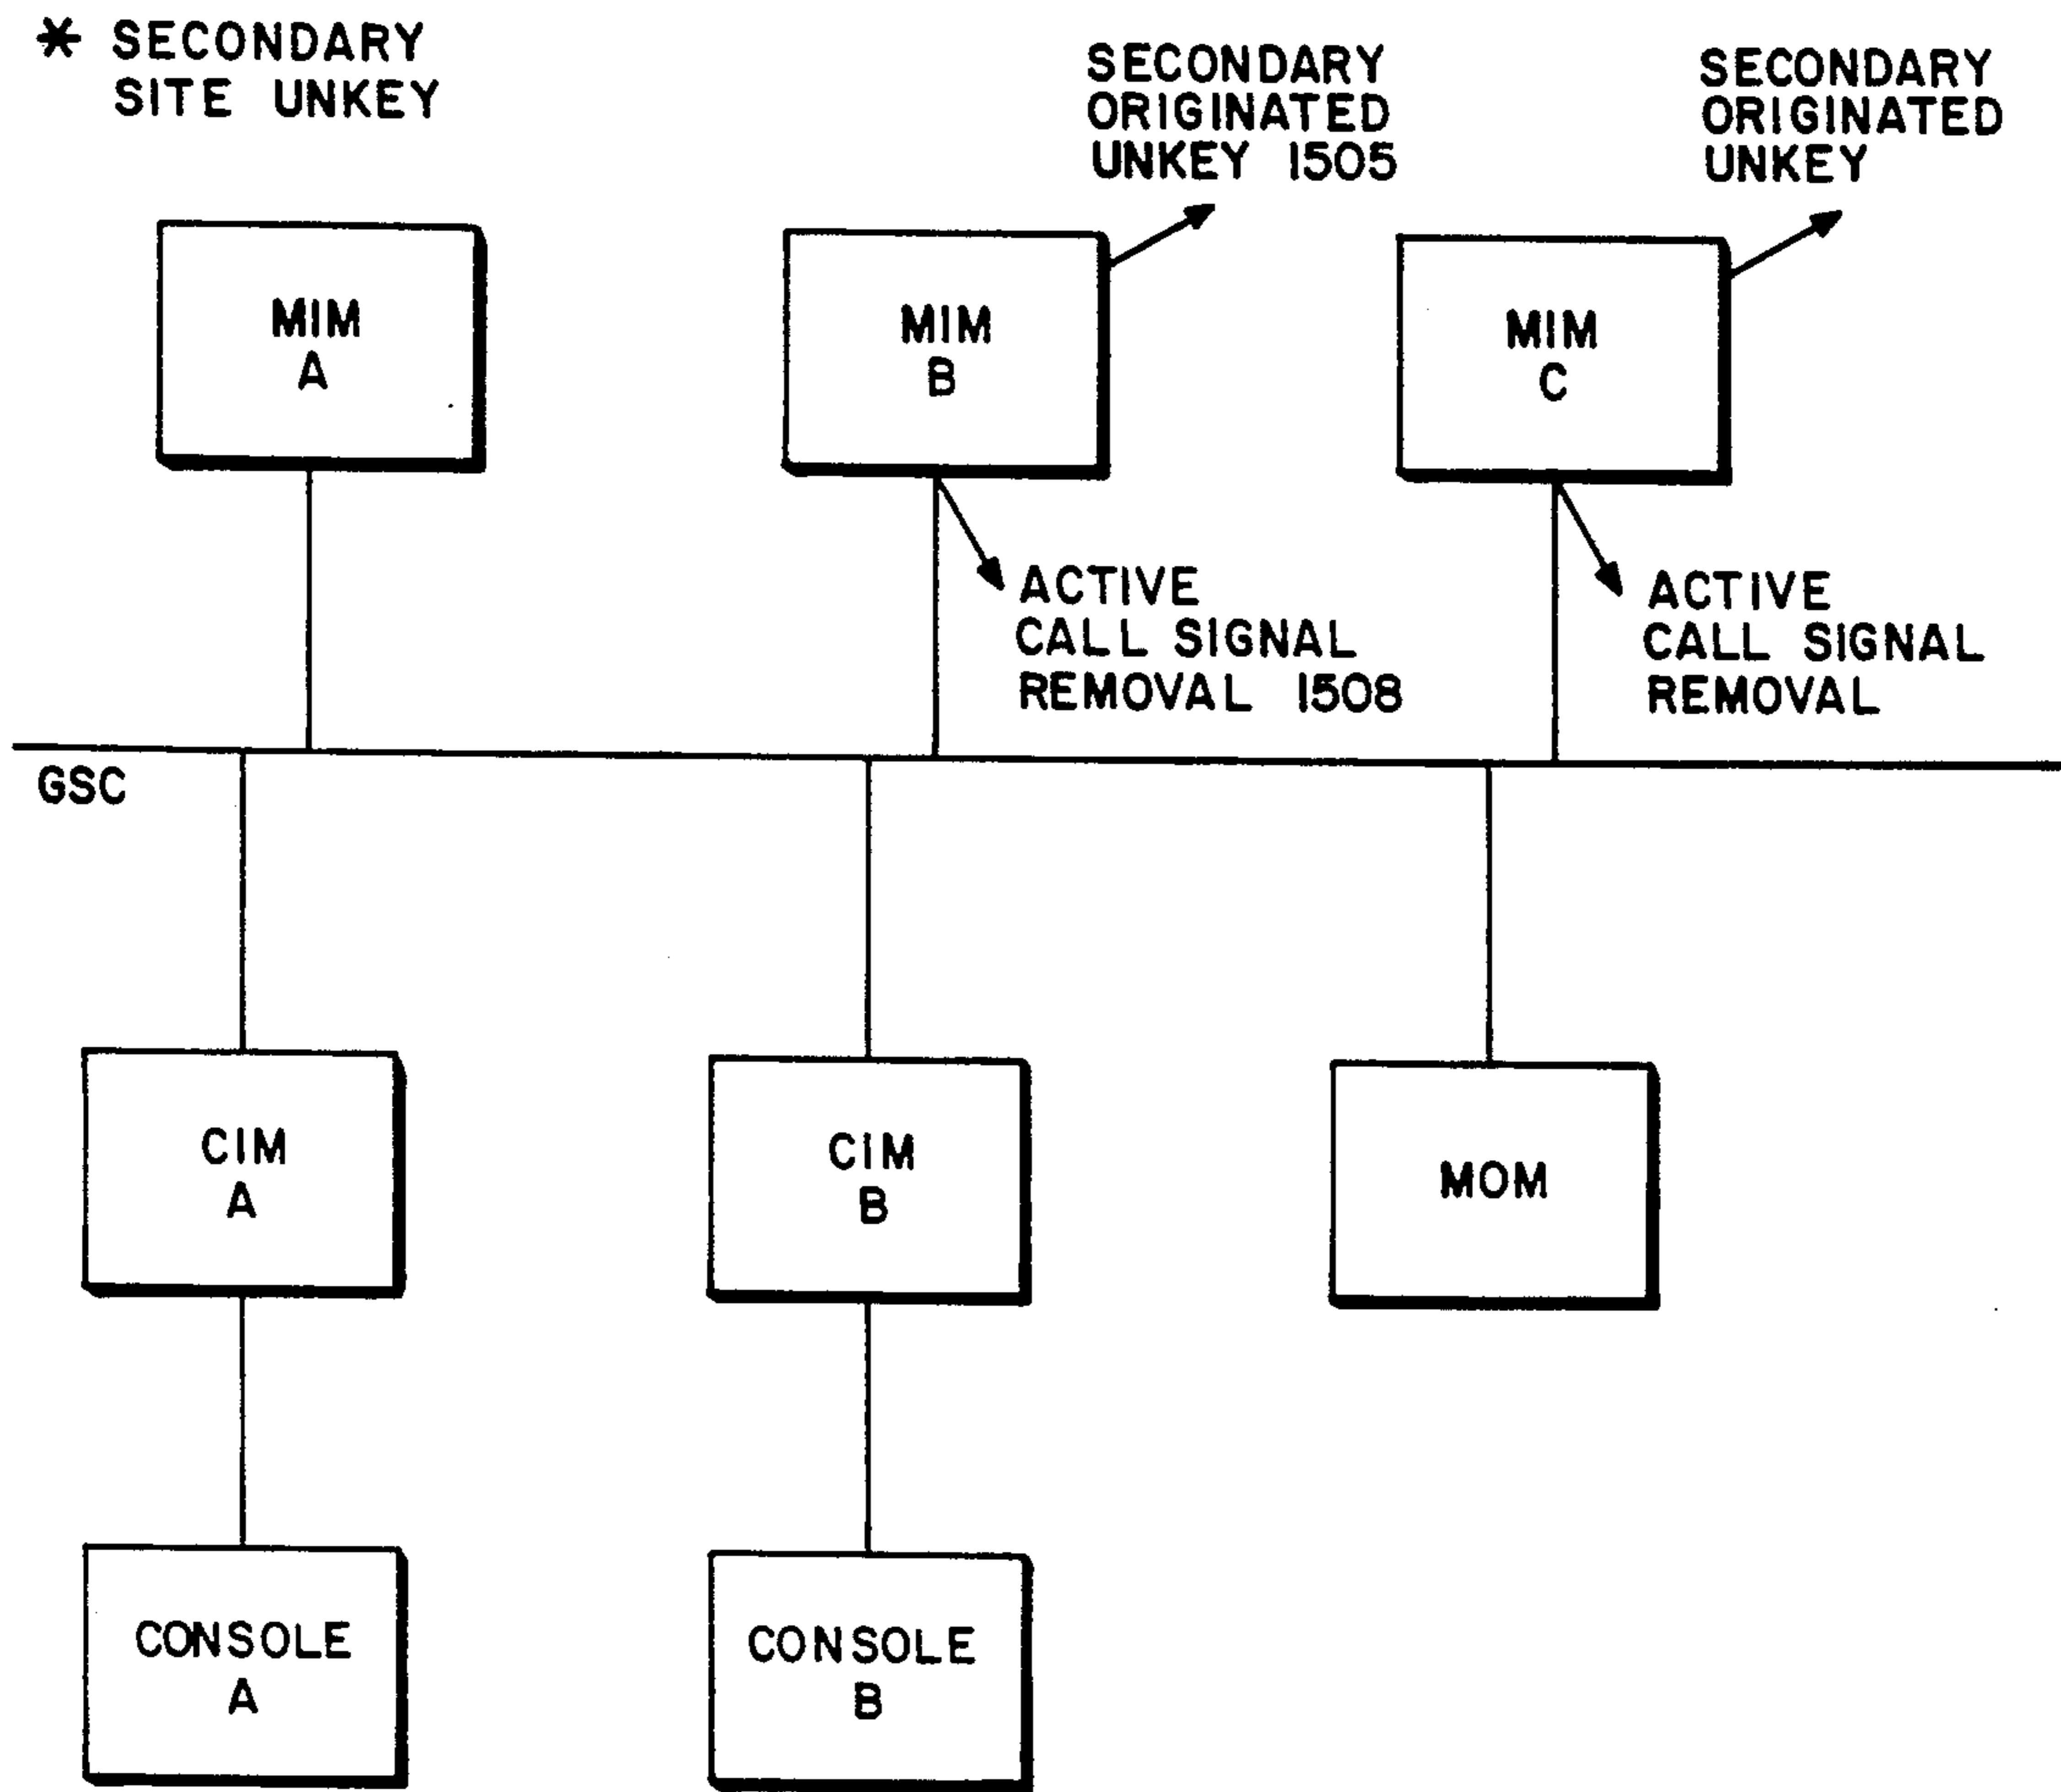 * SECONDARY
SITE UNKEY
SECONDARY
ORIGINATED
UNKEY 1505
SECONDARY
ORIGINATED
UNKEY
MIM
A
MIM
B
MIM
C
ACTIVE
CALL SIGNAL
REMOVAL 1508
ACTIVE
CALL SIGNAL
REMOVAL
GSC
CIM
A
CIM
B
MOM
CONSOLE
A
CONSOLE
B